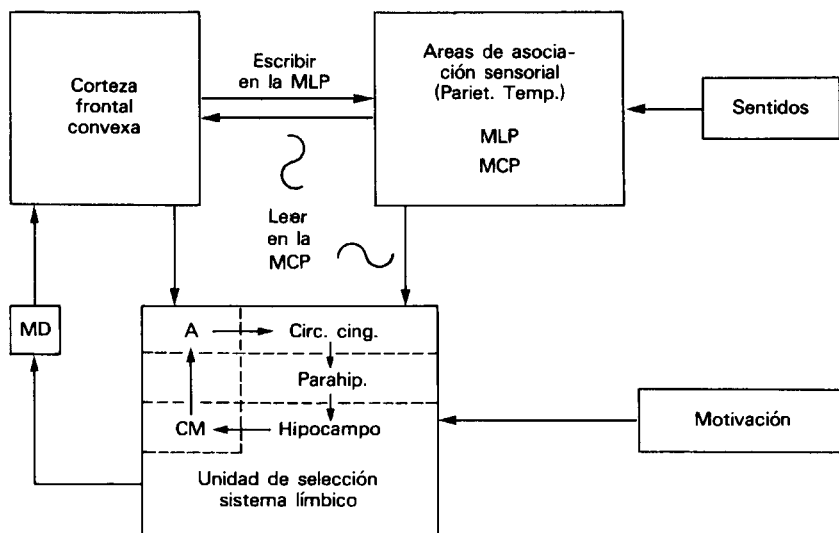 Corteza
frontal
convexa
Escribir
en la MLP
Areas de asocia-
ción sensorial
(Pariet. Temp.)
MLP
MCP
Sentidos
Leer
en la
MCP
MD
A
Circ. cing.
Parahip.
CM
Hipocampo
Unidad de selección
sistema límbico
Motivación